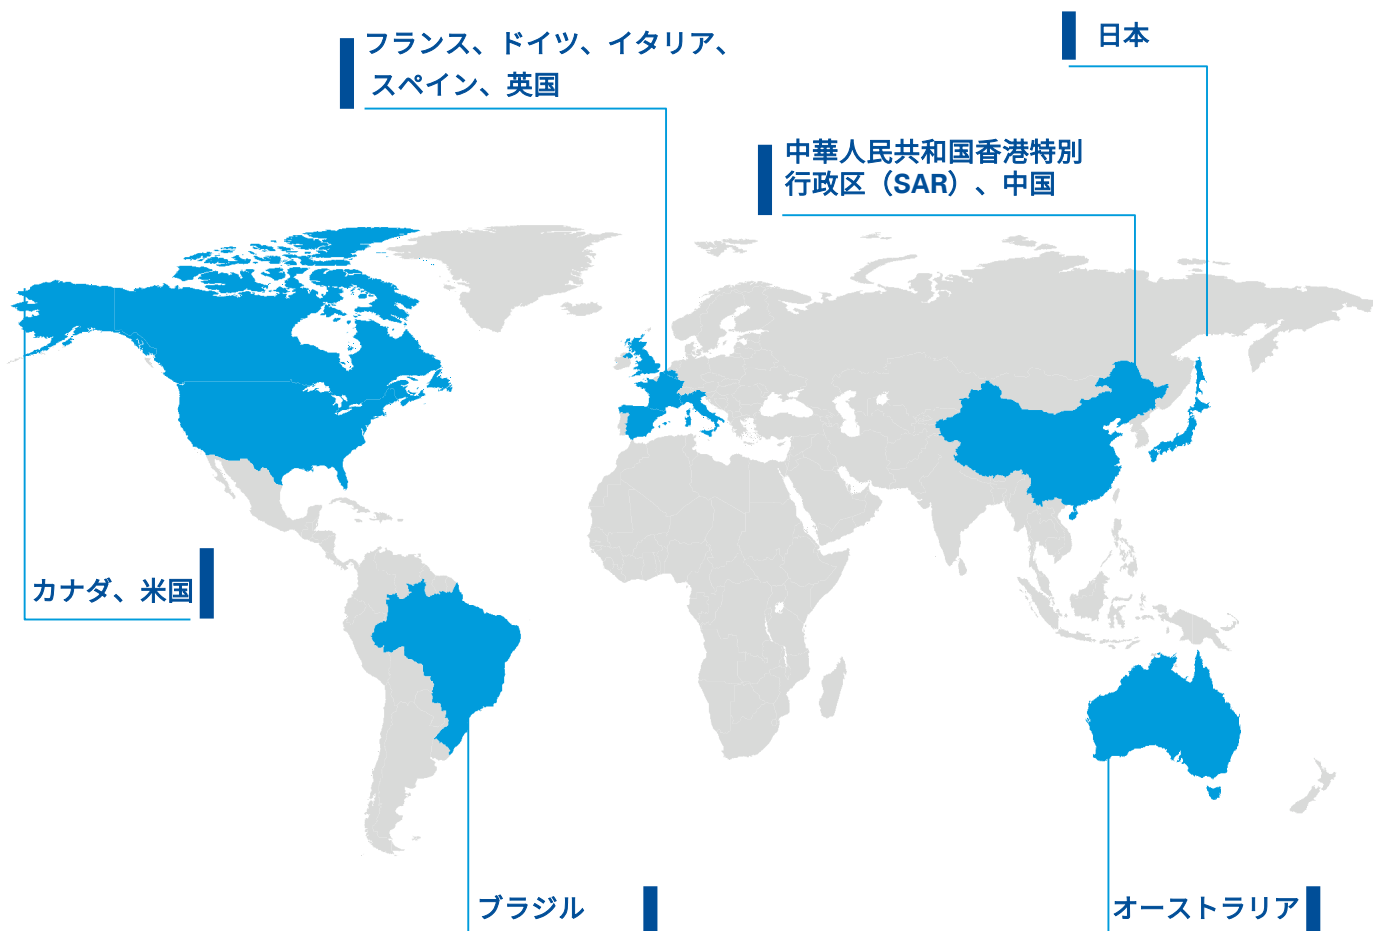 フランス、ドイツ、イタリア、
スペイン、英国
日本
中華人民共和国香港特別
行政区（SAR）、中国
カナダ、米国
ブラジル
オーストラリア